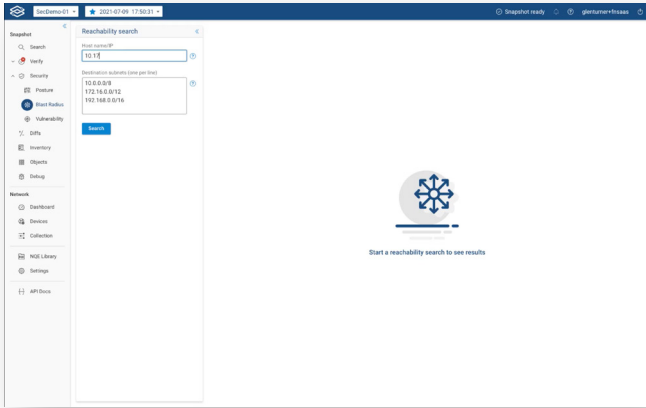 SecDemo-01
2021-07-09 17:50:31
Snapshot ready
glenturner+fnsaas
Snapshot
Search
Verify
Security
Posture
Blast Radius
Vulnerability
Diffs
Inventory
Objects
Debug
Network
Dashboard
Devices
Collection
NQE Library
Settings
API Docs
Reachability search
Host name/IP
10.17
Destination subnets (one per line)
10.0.0.0/8
172.16.0.0/12
192.168.0.0/16
Search
Start a reachability search to see results